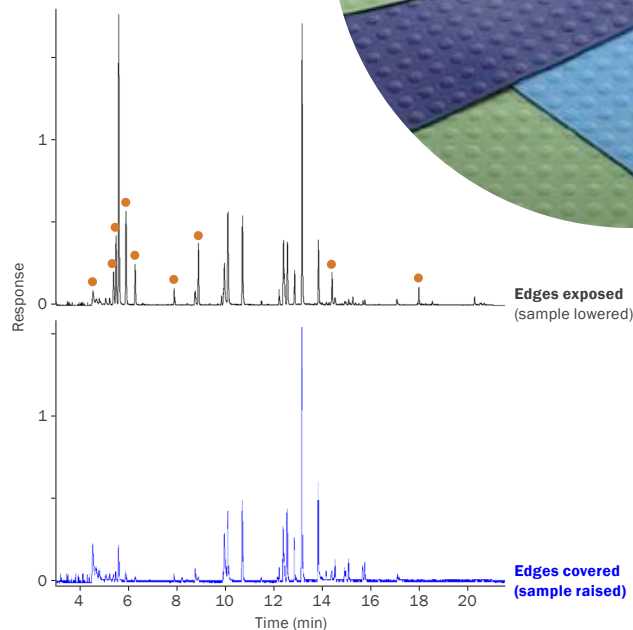 1
0
Edges exposed
(sample lowered)
Response
1
0
Edges covered
(sample raised)
4 6 8 10 12 14 16 18 20
Time (min)